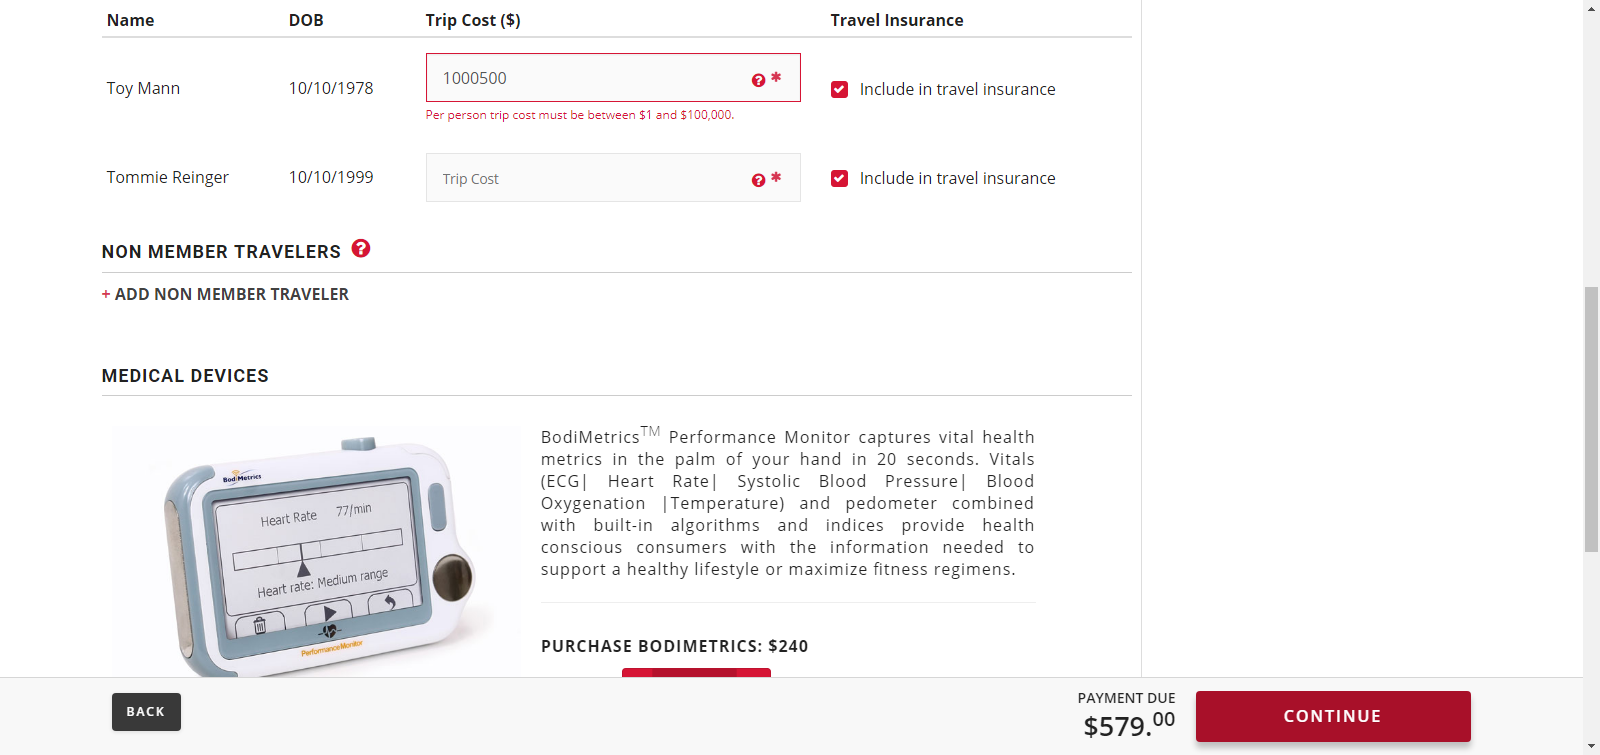 Name DOB Trip Cost ($) Travel Insurance
Toy Mann 10/10/1978 1000500 * Include in travel insurance
Per person trip cost must be between $1 and $100,000.
Tommie Reinger 10/10/1999 Trip Cost * Include in travel insurance
NON MEMBER TRAVELERS
+ ADD NON MEMBER TRAVELER
MEDICAL DEVICES
BodiMetrics
Heart Rate 77/min
Heart rate: Medium range
PerformanceMonitor
BodiMetrics™ Performance Monitor captures vital health
metrics in the palm of your hand in 20 seconds. Vitals
(ECG| Heart Rate| Systolic Blood Pressure| Blood
Oxygenation |Temperature) and pedometer combined
with built-in algorithms and indices provide health
conscious consumers with the information needed to
support a healthy lifestyle or maximize fitness regimens.
PURCHASE BODIMETRICS: $240
BACK
PAYMENT DUE
$579.00
CONTINUE